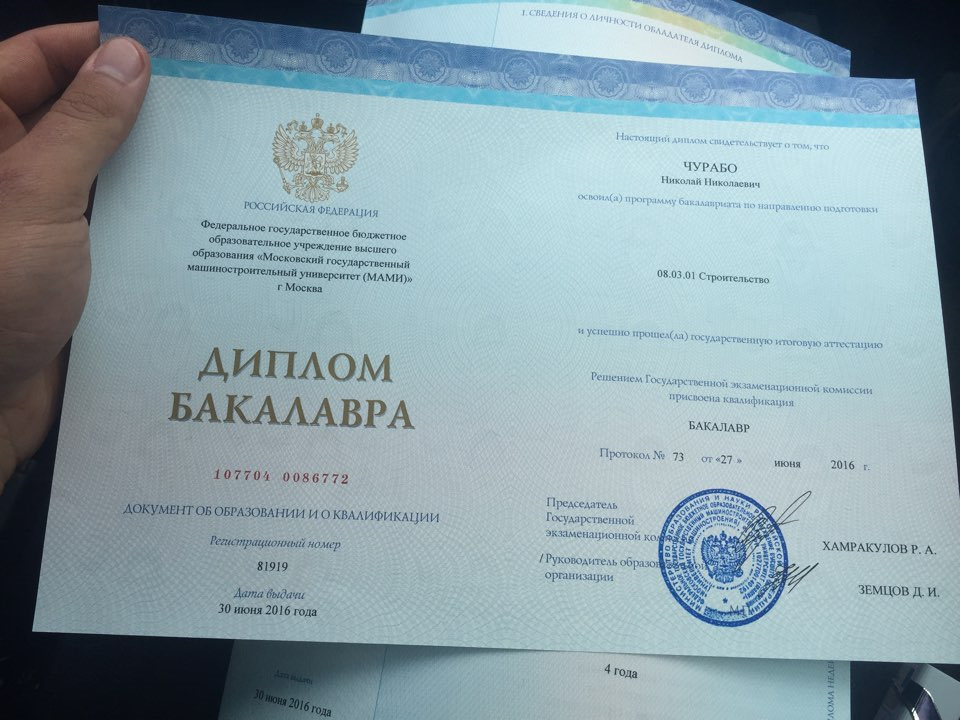 I. СВЕДЕНИЯ О ЛИЧНОСТИ ОБЛАДАТЕЛЯ ДИПЛОМА
РОССИЙСКАЯ ФЕДЕРАЦИЯ
Федеральное государственное бюджетное
образовательное учреждение высшего
образования «Московский государственный
машиностроительный университет (МАМИ)»
г Москва
ДИПЛОМ
БАКАЛАВРА
107704 0086772
ДОКУМЕНТ ОБ ОБРАЗОВАНИИ И О КВАЛИФИКАЦИИ
Регистрационный номер
81919
Дата выдачи
30 июня 2016 года
Настоящий диплом свидетельствует о том, что
ЧУРАБО
Николай Николаевич
освоил(а) программу бакалавриата по направлению подготовки
08.03.01 Строительство
и успешно прошел(ла) государственную итоговую аттестацию
Решением Государственной экзаменационной комиссии
присвоена квалификация
БАКАЛАВР
Протокол № 73 от «27 » июня 2016 г.
Председатель
Государственной
экзаменационной
ХАМРАКУЛОВ Р. А.
/ Руководитель
организации
ЗЕМЦОВ Д. И.
Дата выдачи
30 июня 2016 года
4 года